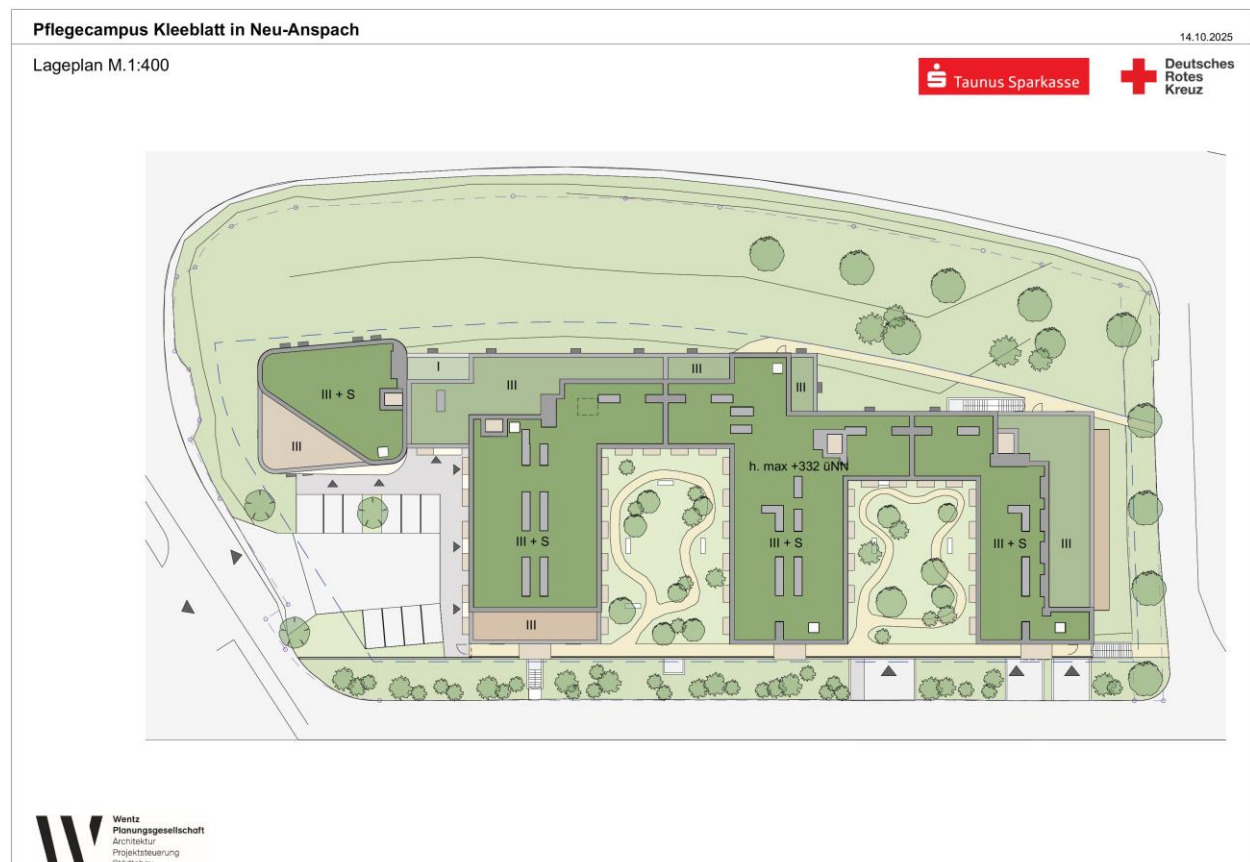 Pflegecampus Kleeblatt in Neu-Anspach
14.10.2025
Lageplan M.1:400
Taunus Sparkasse
Deutsches
Rotes
Kreuz
I
III
III
III
III + S
III
h. max +332 üNN
III + S
III + S
III + S
III
III
Wentz
Planungsgesellschaft
Architektur
Projektsteuerung